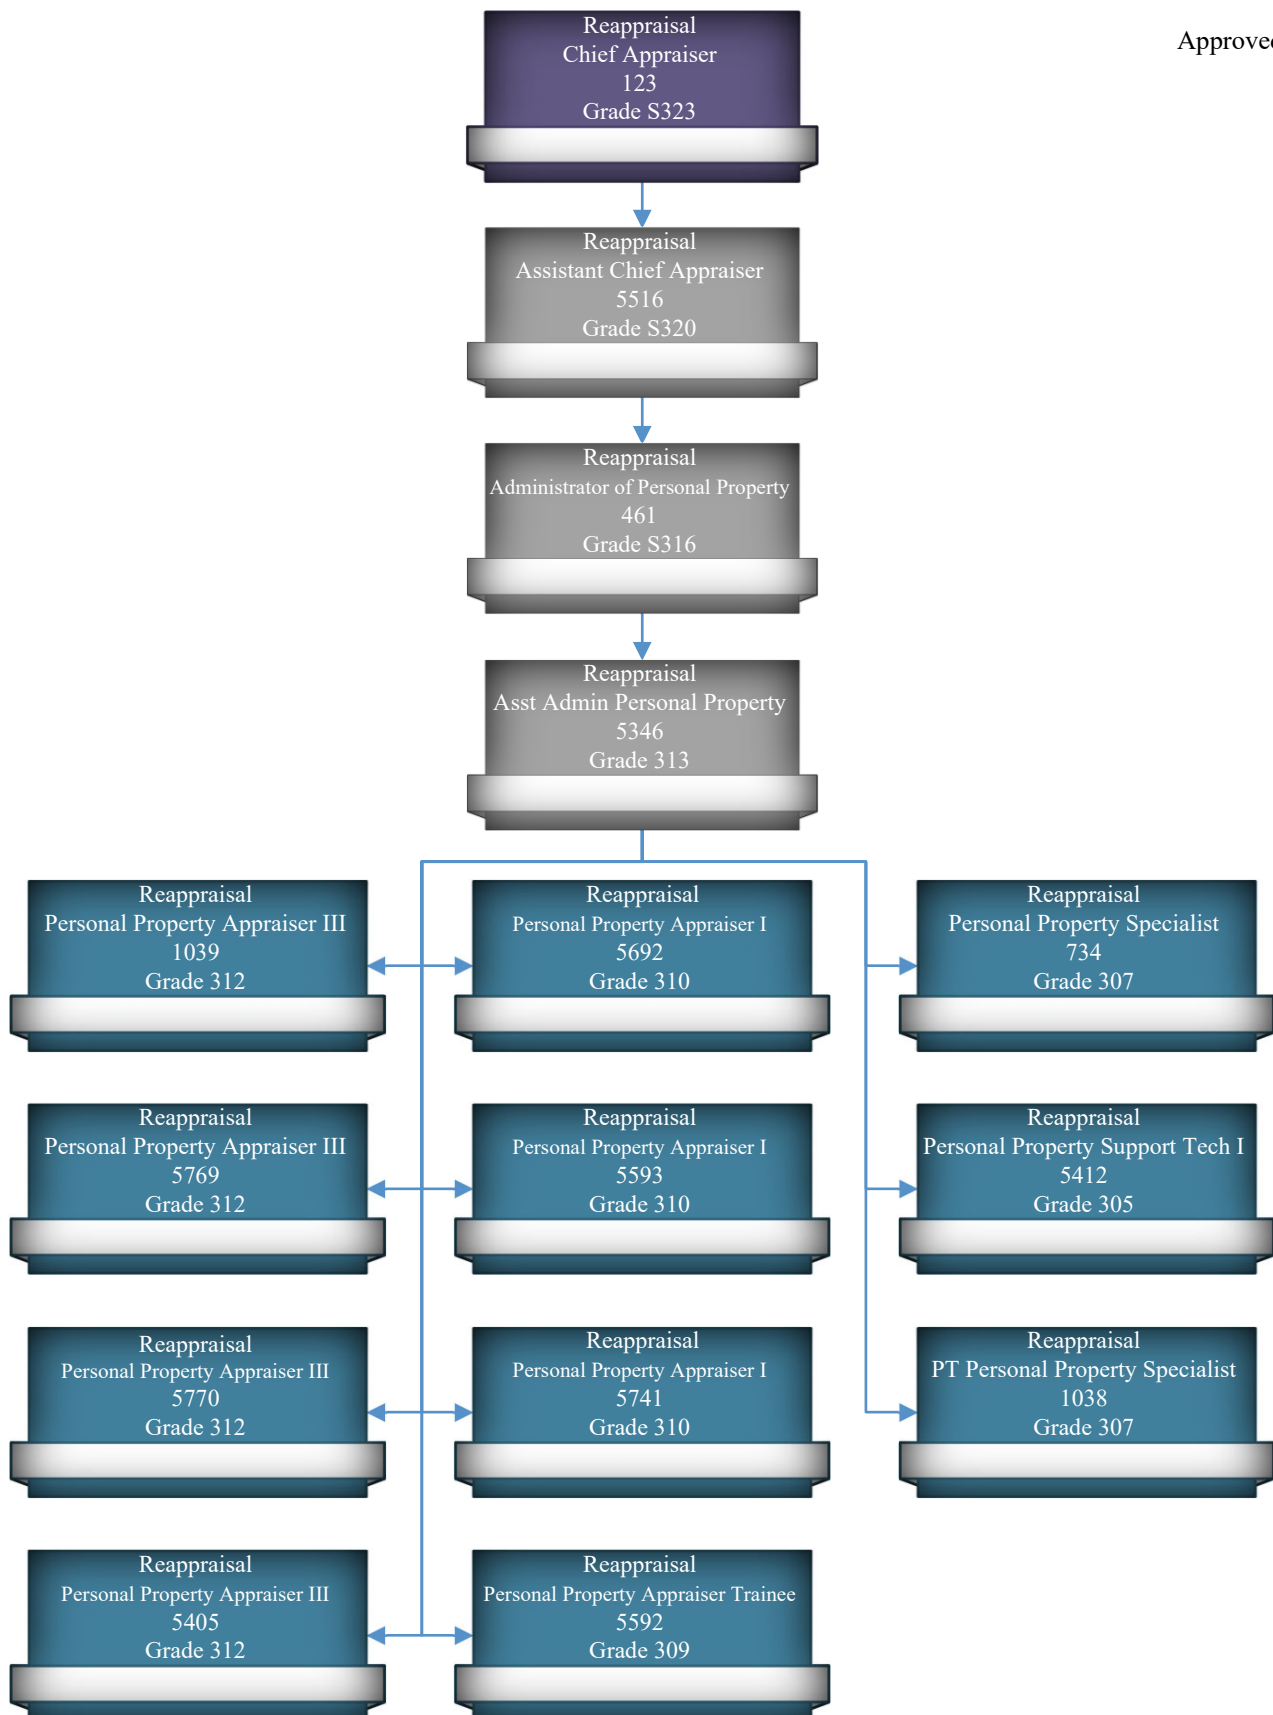 Reappraisal
Chief Appraiser
123
Grade S323
Approved
Reappraisal
Assistant Chief Appraiser
5516
Grade S320
Reappraisal
Administrator of Personal Property
461
Grade S316
Reappraisal
Asst Admin Personal Property
5346
Grade 313
Reappraisal
Personal Property Appraiser III
1039
Grade 312
Reappraisal
Personal Property Appraiser I
5692
Grade 310
Reappraisal
Personal Property Specialist
734
Grade 307
Reappraisal
Personal Property Appraiser III
5769
Grade 312
Reappraisal
Personal Property Appraiser I
5593
Grade 310
Reappraisal
Personal Property Support Tech I
5412
Grade 305
Reappraisal
Personal Property Appraiser III
5770
Grade 312
Reappraisal
Personal Property Appraiser I
5741
Grade 310
Reappraisal
PT Personal Property Specialist
1038
Grade 307
Reappraisal
Personal Property Appraiser III
5405
Grade 312
Reappraisal
Personal Property Appraiser Trainee
5592
Grade 309